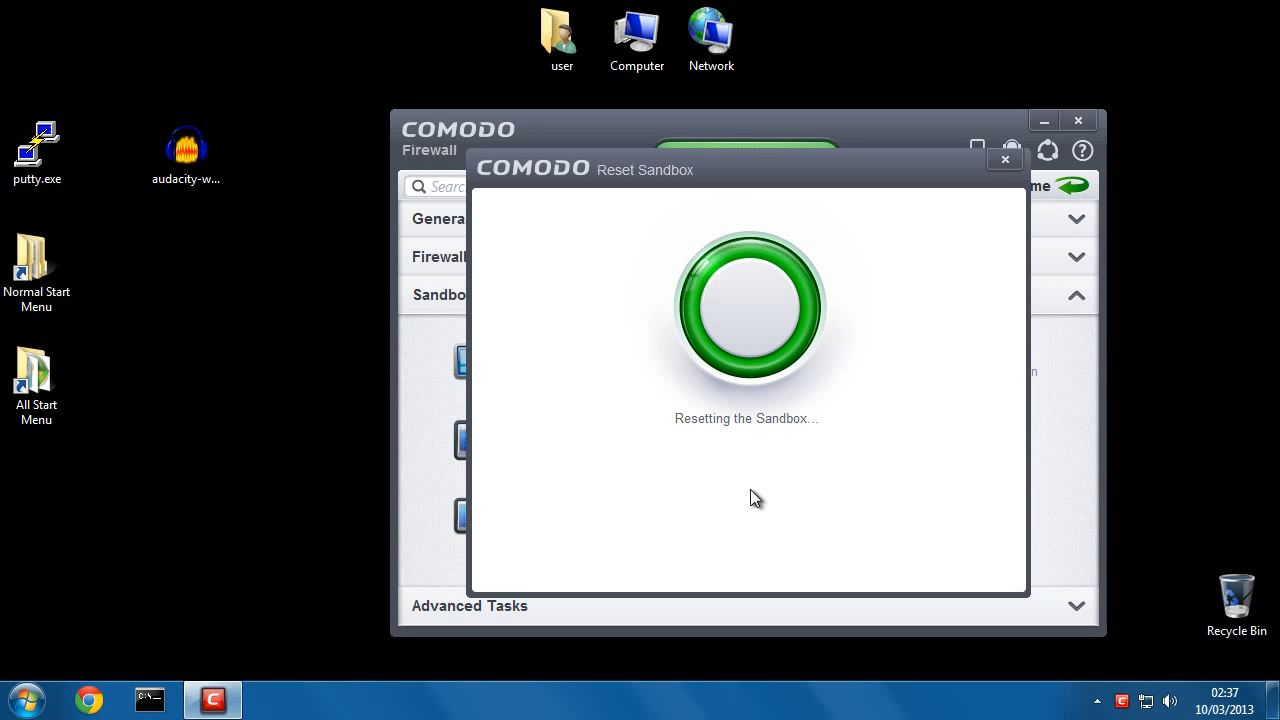 user
Computer
Network
putty.exe
audacity-w...
Normal Start
Menu
All Start
Menu
COMODO
Firewall
COMODO Reset Sandbox
Searc
me
Genera
Firewall
Sandbo
n
Resetting the Sandbox...
Advanced Tasks
Recycle Bin
C:\.
02:37
10/03/2013